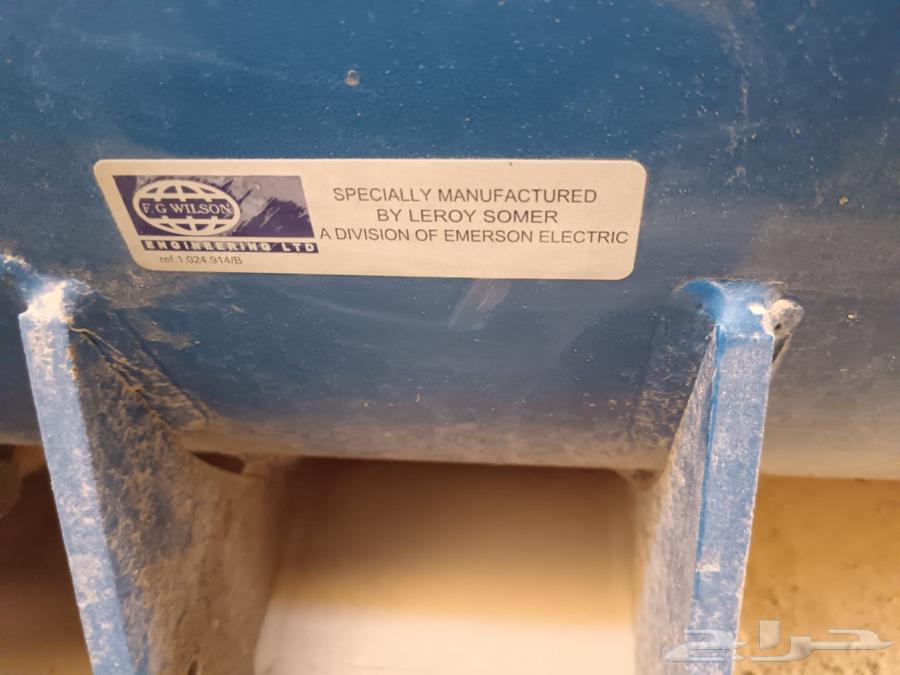 F.G WILSON
ENGINEERING LTD
ref:1.024.914/B
SPECIALLY MANUFACTURED
BY LEROY SOMER
A DIVISION OF EMERSON ELECTRIC
حراج